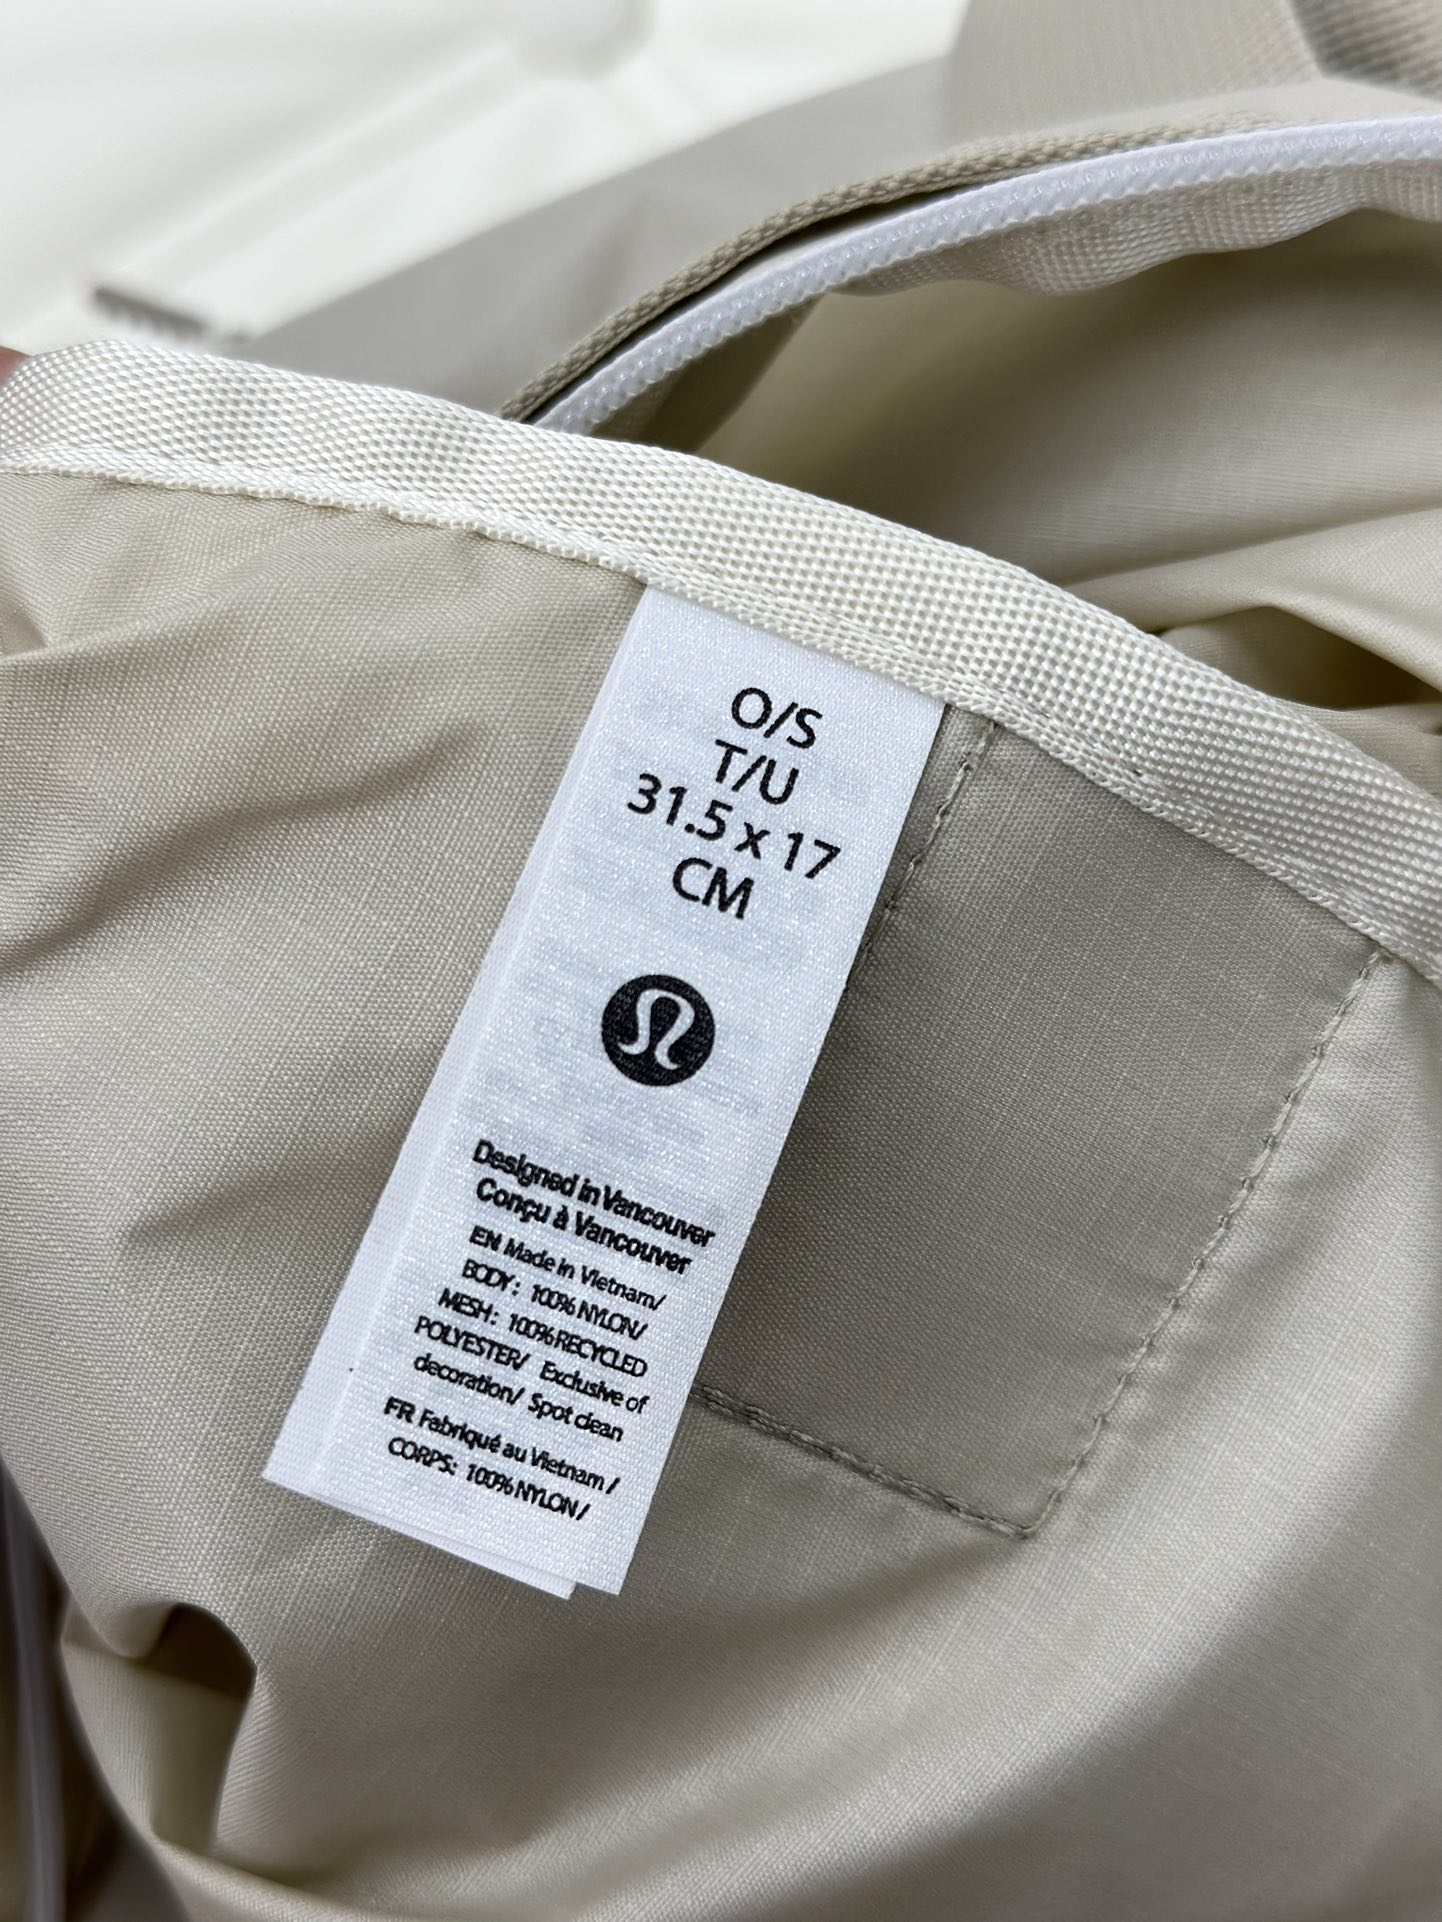 O/S
T/U
31.5 x 17
CM
Designed in Vancouver
Conçu à Vancouver
EN Made in Vietnam/
BODY: 100% NYLON/
MESH: 100% RECYCLED
POLYESTER/ Exclusive of
decoration/ Spot clean
FR Fabriqué au Vietnam /
CORPS: 100% NYLON/